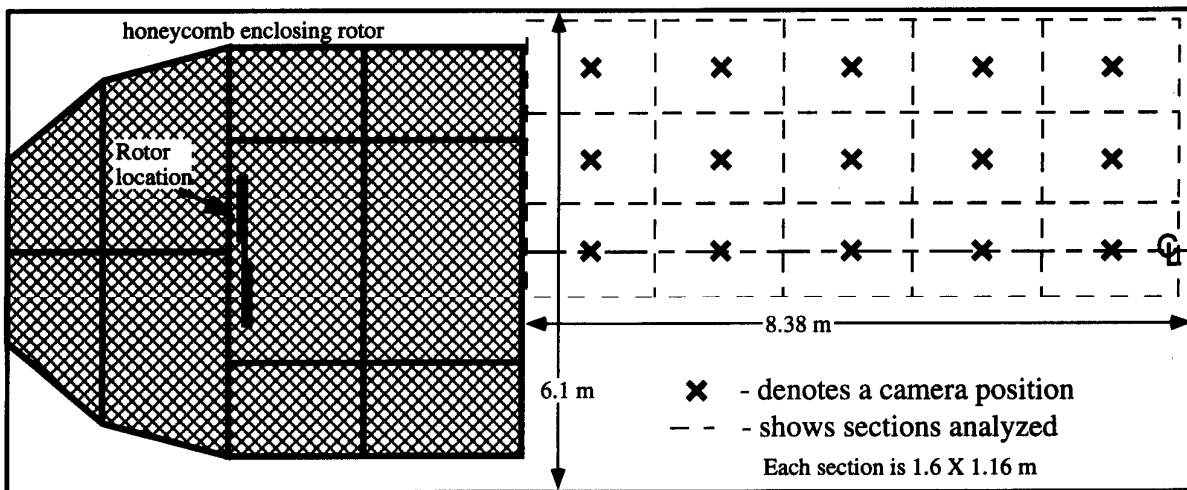 honeycomb enclosing rotor
Rotor
location
CL
8.38 m
6.1 m
- denotes a camera position
- shows sections analyzed
Each section is 1.6 X 1.16 m